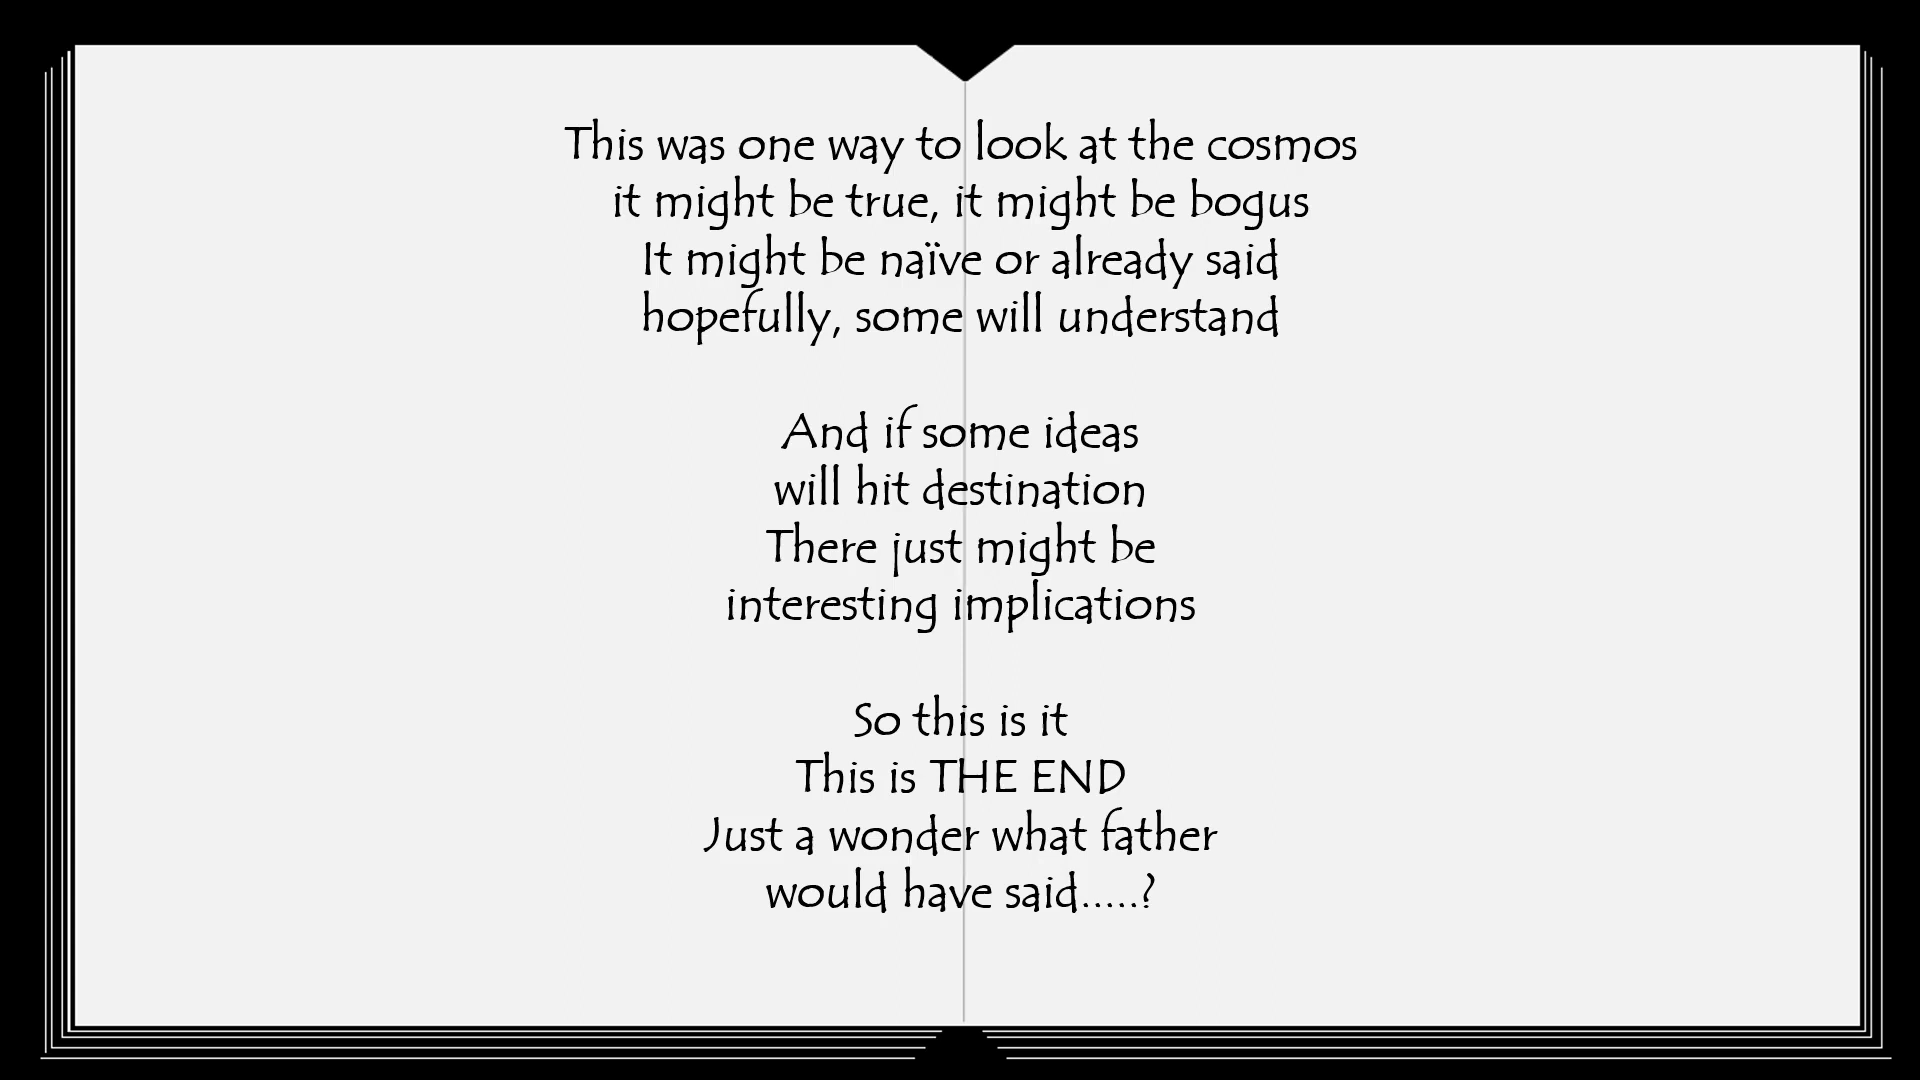 This was one way to look at the cosmos
it might be true, it might be bogus
It might be naïve or already said
hopefully, some will understand
And if some ideas
will hit destination
There just might be
interesting implications
So this is it
This is THE END
Just a wonder what father
would have said.....?